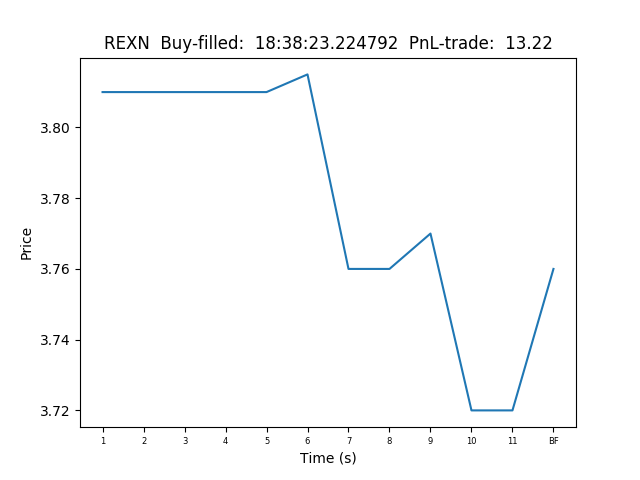 REXN  Buy-filled:  18:38:23.224792  PnL-trade:  13.22
3.80
3.78
3.76
3.74
3.72
Price
1 2 3 4 5 6 7 8 9 10 11 BF
Time (s)